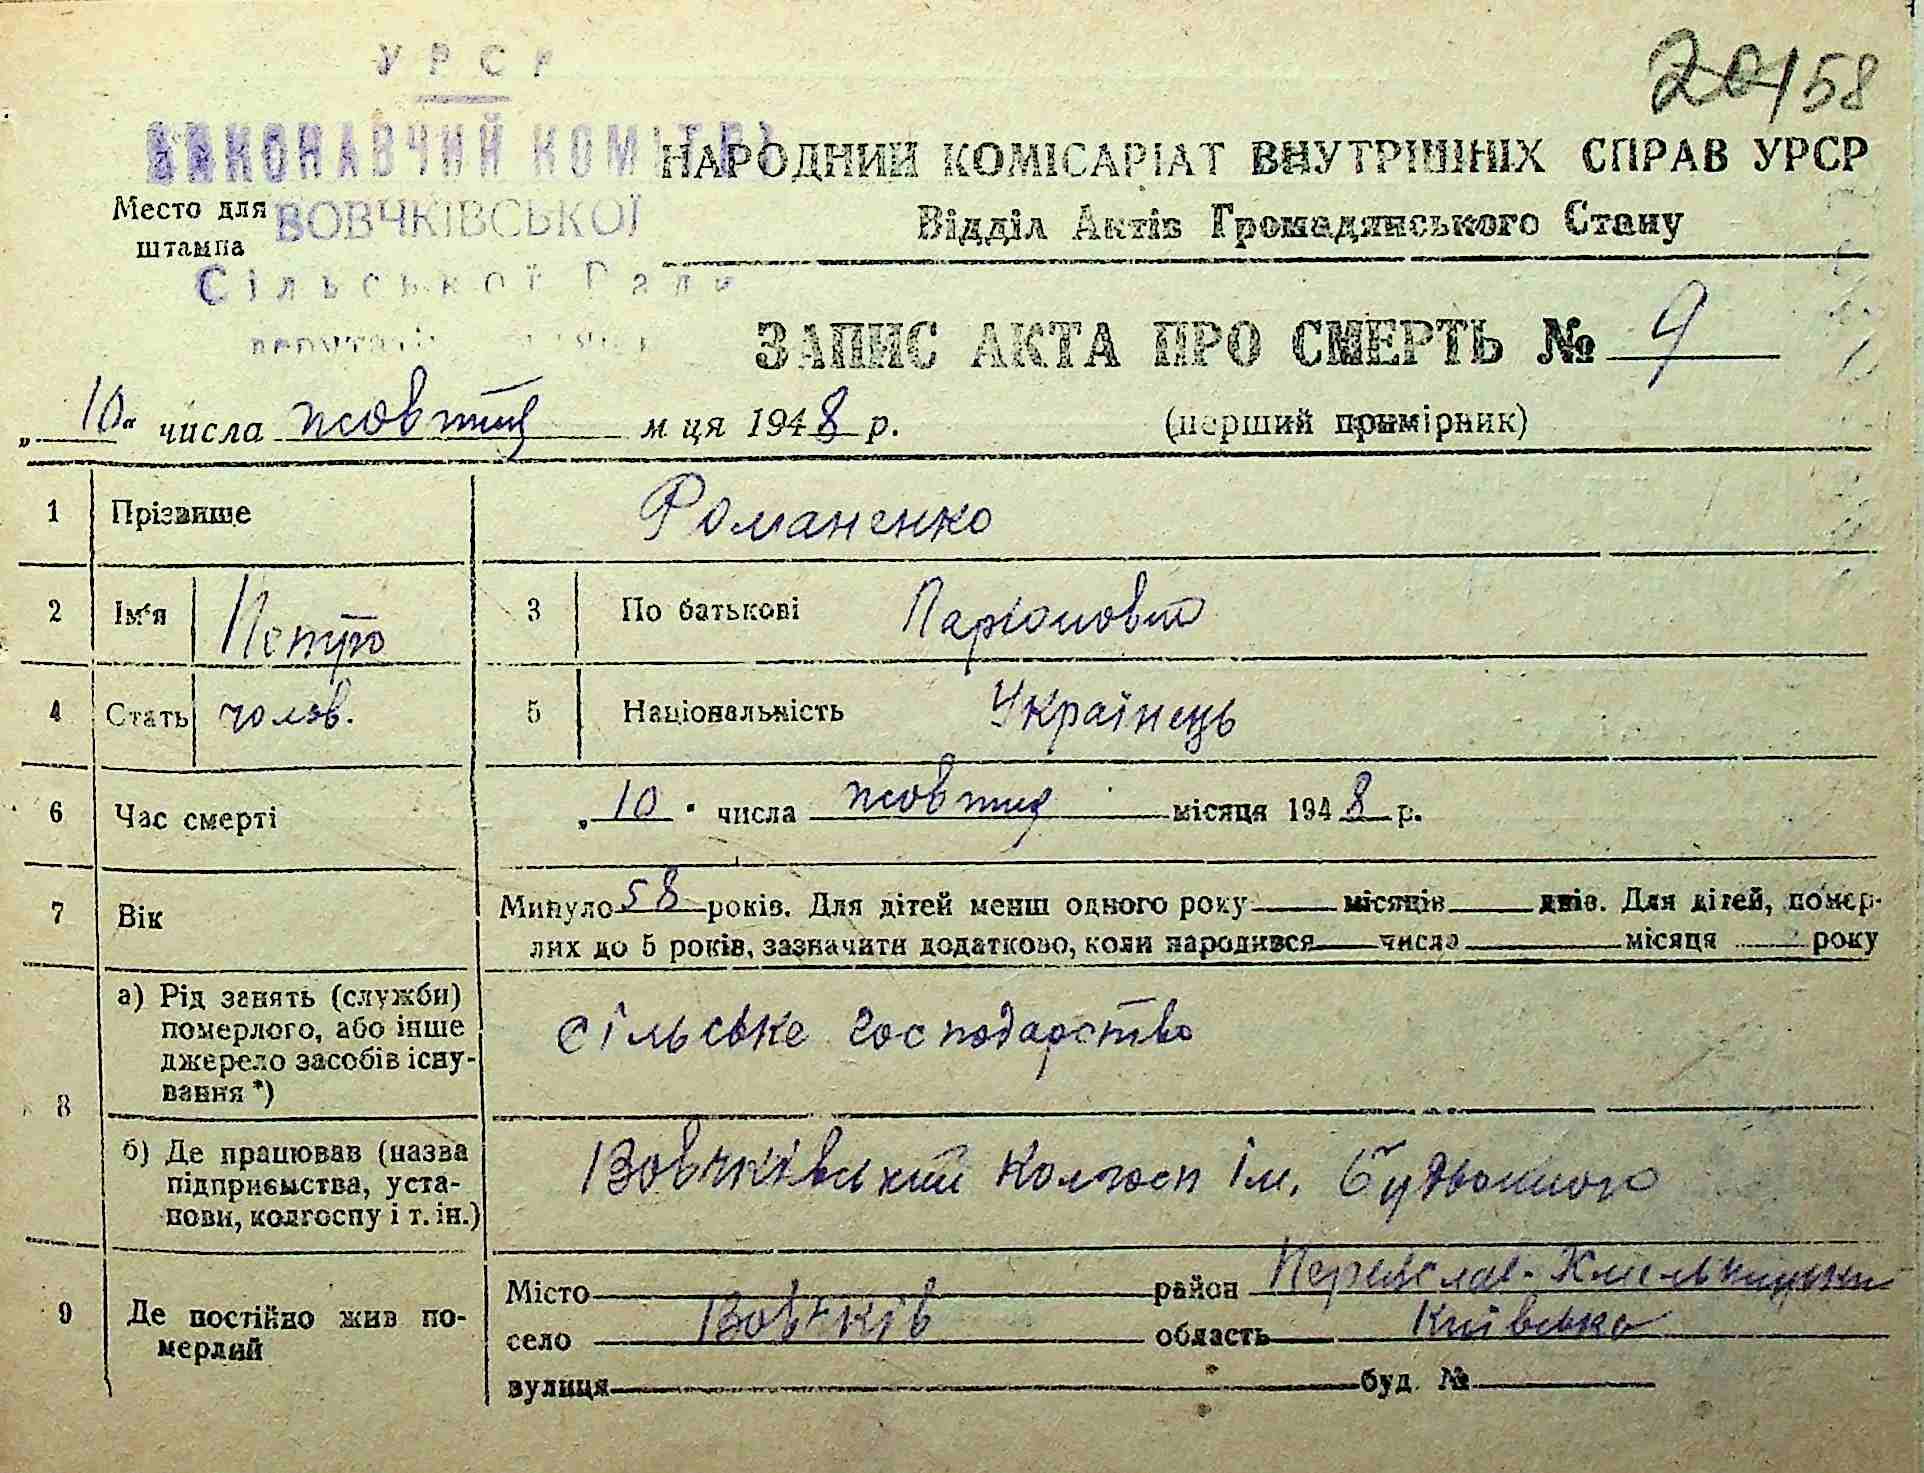 УРСР
20158
ВИКОНАВЧИЙ КОМІТЕТ
НАРОДНИЙ КОМІСАРІАТ ВНУТРІШНІХ СПРАВ УРСР
Место для штампа
ВОВЧКІВСЬКОЇ
Відділ Актів Громадянського Стану
Сільської Ради
ЗАПИС АКТА ПРО СМЕРТЬ № 9
„10“ числа жовтня м ця 1948 р. (перший примірник)
1 Прізвище Романенко
2 Ім'я Петро 3 По батькові
4 Стать чолов. 5 Національність Українець
6 Час смерті „10" числа жовтня місяця 1948 р.
7 Вік Минуло 58 років. Для дітей менш одного року місяців днів. Для дітей, помер-
лих до 5 років, зазначити додатково, коли народився числа місяця року
8 а) Рід занять (служби)
померлого, або інше
джерело засобів існу-
вання *)
сільське господарство
б) Де працював (назва
підприємства, уста-
нови, колгоспу і т. ін.)
Вовчківський колгосп ім. Будьонного
9 Де постійно жив по-
мерлий
Місто район Переяслав-Хмельницький
село Вовчків область Київська
вулиця буд. №